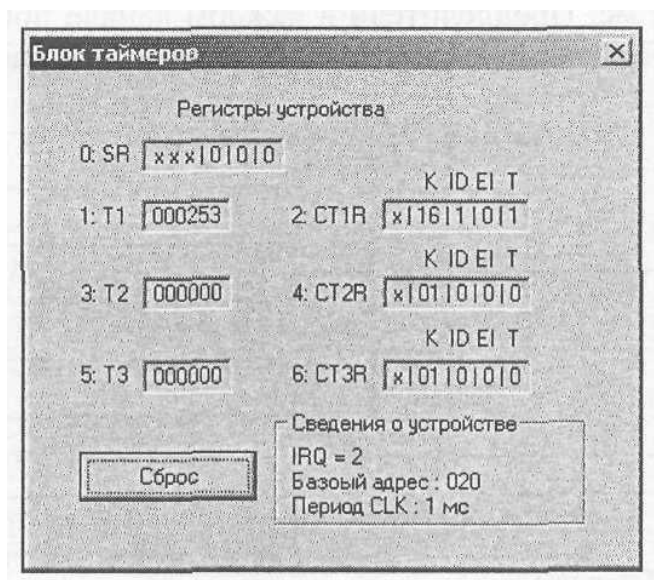 Блок таймеров
Регистры устройства
0: SR xxx|0|0|0
K ID EI T
1: T1 000253 2: CT1R x|16|1|0|1
K ID EI T
3: T2 000000 4: CT2R x|01|0|0|0
K ID EI T
5: T3 000000 6: CT3R x|01|0|0|0
Сведения о устройстве
IRQ = 2
Сброс
Базоый адрес : 020
Период CLK : 1 мс